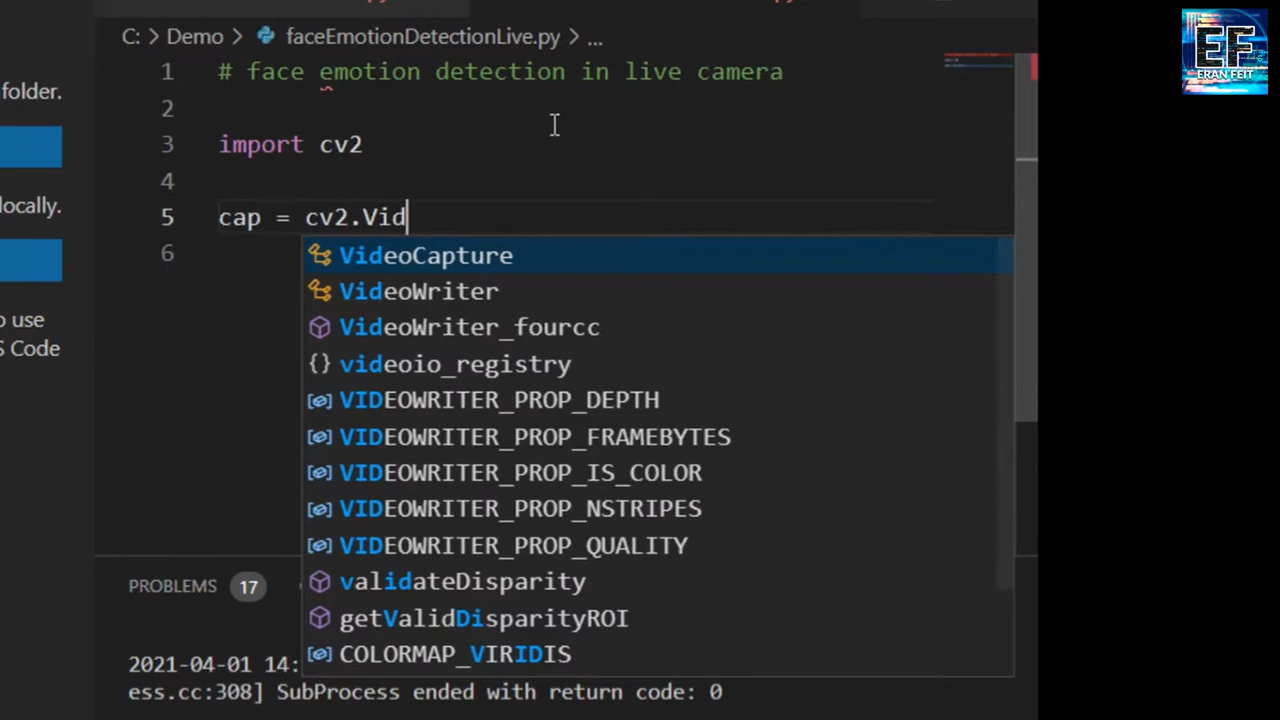 C: > Demo > faceEmotionDetectionLive.py > ...
EF
ERAN FEIT
folder.
locally.
o use
S Code
1 # face emotion detection in live camera
2
3 import cv2
4
5 cap = cv2.Vid
6
VideoCapture
VideoWriter
VideoWriter_fourcc
{} videoio_registry
VIDEOWRITER_PROP_DEPTH
VIDEOWRITER_PROP_FRAMEBYTES
VIDEOWRITER_PROP_IS_COLOR
VIDEOWRITER_PROP_NSTRIPES
VIDEOWRITER_PROP_QUALITY
validateDisparity
getValidDisparityROI
COLORMAP_VIRIDIS
PROBLEMS 17
2021-04-01 14:
ess.cc:308] SubProcess ended with return code: 0